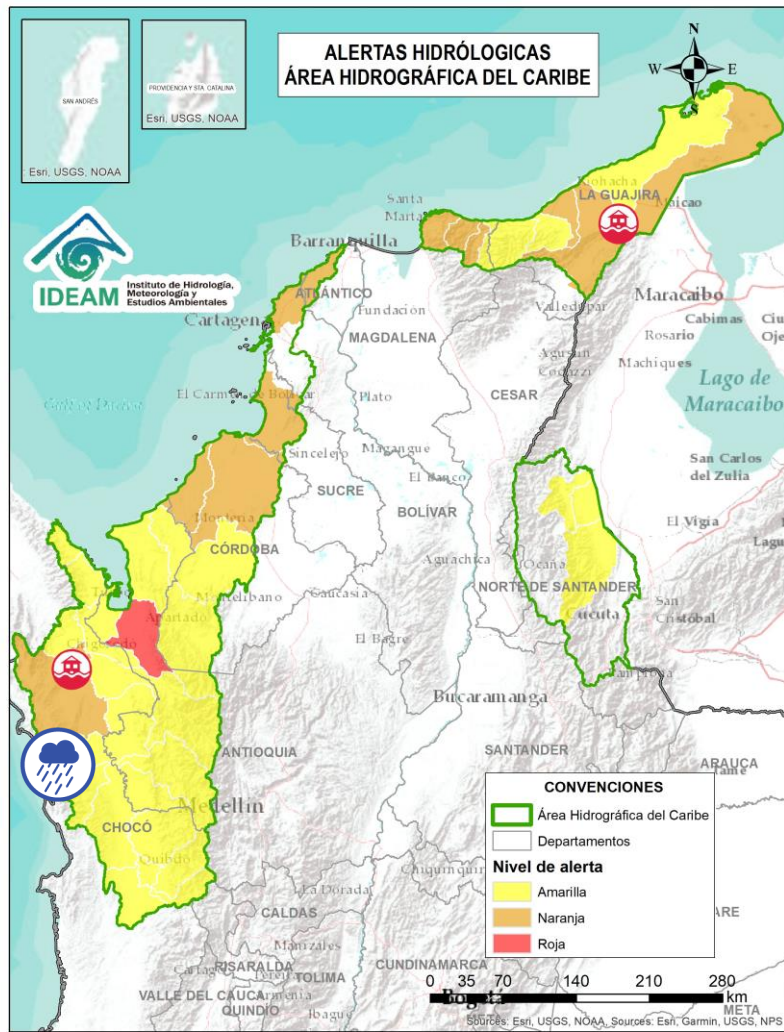 ALERTAS HIDRÓLOGICAS
ÁREA HIDROGRÁFICA DEL CARIBE
N
W
E
S
SAN ANDRÉS
PROVIDENCIA Y STA. CATALINA
Esri, USGS, NOAA
Esri, USGS, NOAA
IDEAM
Instituto de Hidrología,
Meteorología y
Estudios Ambientales
LA GUAJIRA
Maicao
Santa
Marta
Barranquilla
ATLÁNTICO
Cartagen
Fundación
MAGDALENA
Valledupar
Maracaibo
Cabimas
Rosario
Machiques
Agustín
Codazzi
CESAR
Lago de
Maracaibo
El Carmen de Bolívar
Plato
Sincelejo
Magangue
El Banco
SUCRE
BOLÍVAR
San Carlos
del Zulia
El Vigía
Montería
CÓRDOBA
Aguachica
Ocaña
NORTE DE SANTANDER
Caucasia
Apartadó
El Bagre
San
Cristóbal
Bucaramanga
ANTIOQUIA
SANTANDER
ARAUCA
Medellín
CHOCÓ
Quibdó
La Dorada
CALDAS
Manizales
RISARALDA
TOLIMA
CUNDINAMARCA
VALLE DEL CAUCA
Armenia
QUINDÍO
Ibague
Bogotá
META
META
CONVENCIONES
Área Hidrográfica del Caribe
Departamentos
Nivel de alerta
Amarilla
Naranja
Roja
0 35 70 140 210 280
km
Sources: Esri, USGS, NOAA, Sources: Esri, Garmin, USGS, NPS